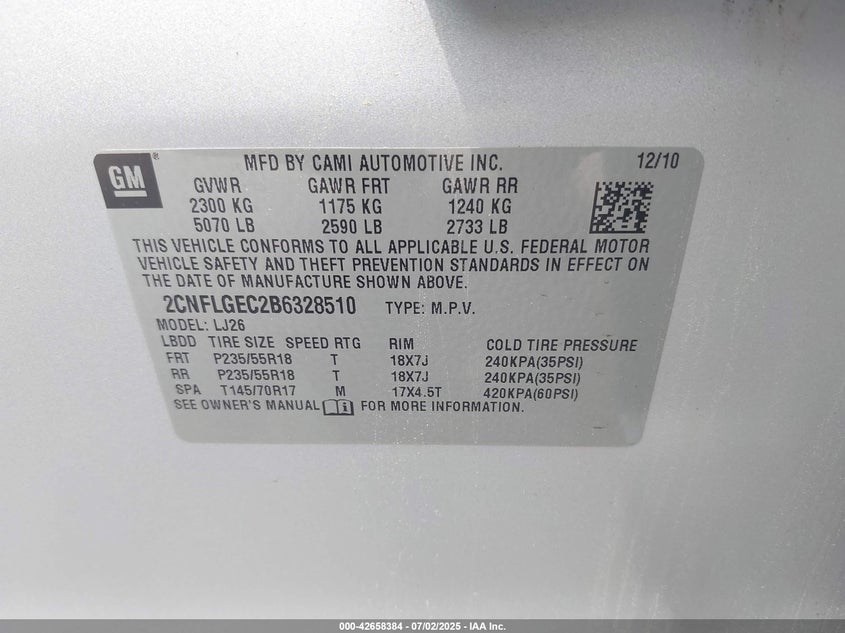 GM ® MFD BY CAMI AUTOMOTIVE INC. 12/10
GVWR GAWR FRT GAWR RR
2300 KG 1175 KG 1240 KG
5070 LB 2590 LB 2733 LB
THIS VEHICLE CONFORMS TO ALL APPLICABLE U.S. FEDERAL MOTOR
VEHICLE SAFETY AND THEFT PREVENTION STANDARDS IN EFFECT ON
THE DATE OF MANUFACTURE SHOWN ABOVE.
2CNFLGEC2B6328510 TYPE: M.P.V.
MODEL: LJ26
LBDD TIRE SIZE SPEED RTG RIM COLD TIRE PRESSURE
FRT P235/55R18 T 18X7J 240KPA(35PSI)
RR P235/55R18 T 18X7J 240KPA(35PSI)
SPA T145/70R17 M 17X4.5T 420KPA(60PSI)
SEE OWNER'S MANUAL i FOR MORE INFORMATION.
000-42658384 - 07/02/2025 - IAA Inc.